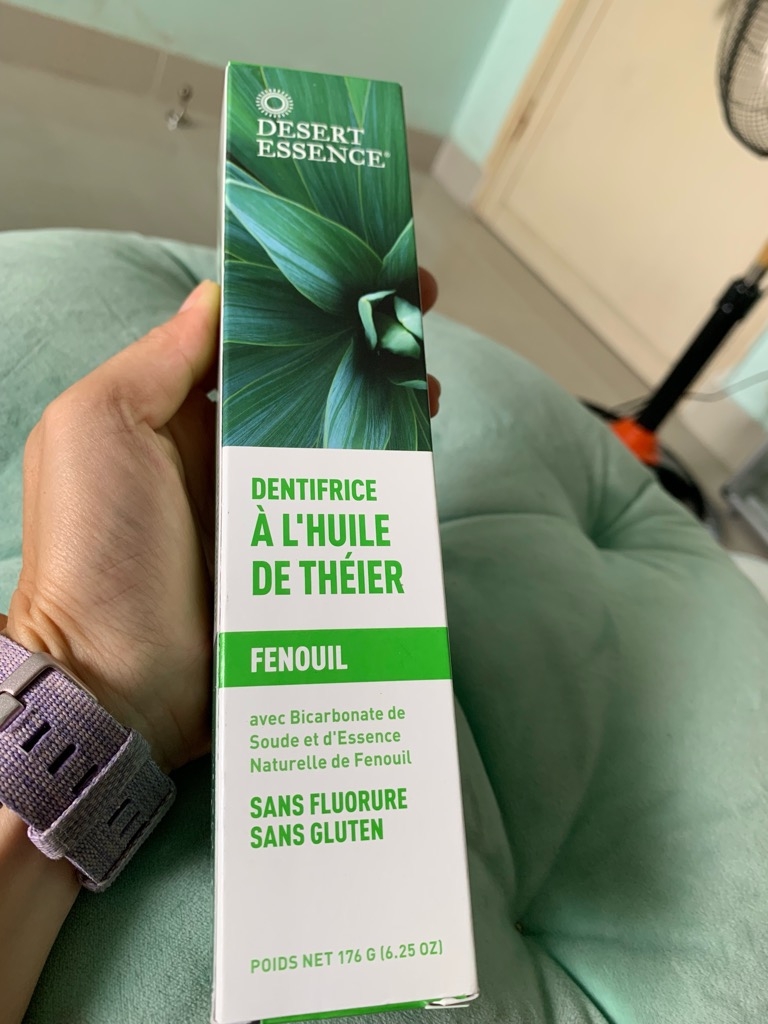 DESERT
ESSENCE®
DENTIFRICE
À L'HUILE
DE THÉIER
FENOUIL
avec Bicarbonate de
Soude et d'Essence
Naturelle de Fenouil
SANS FLUORURE
SANS GLUTEN
POIDS NET 176 G (6.25 OZ)